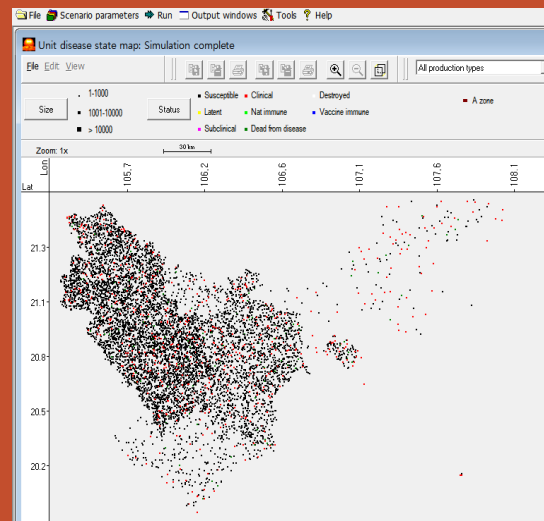 File Scenario parameters Run Output windows Tools Help
Unit disease state map: Simulation complete
File Edit View All production types
Size
1-1000
1001-10000
> 10000
Status
Susceptible Clinical Destroyed
Latent Nat immune Vaccine immune
Subclinical Dead from disease
A zone
Zoom: 1x 30 km
Lon 105.7 106.2 106.6 107.1 107.6 108.1
Lat
21.3
21.1
20.8
20.5
20.2